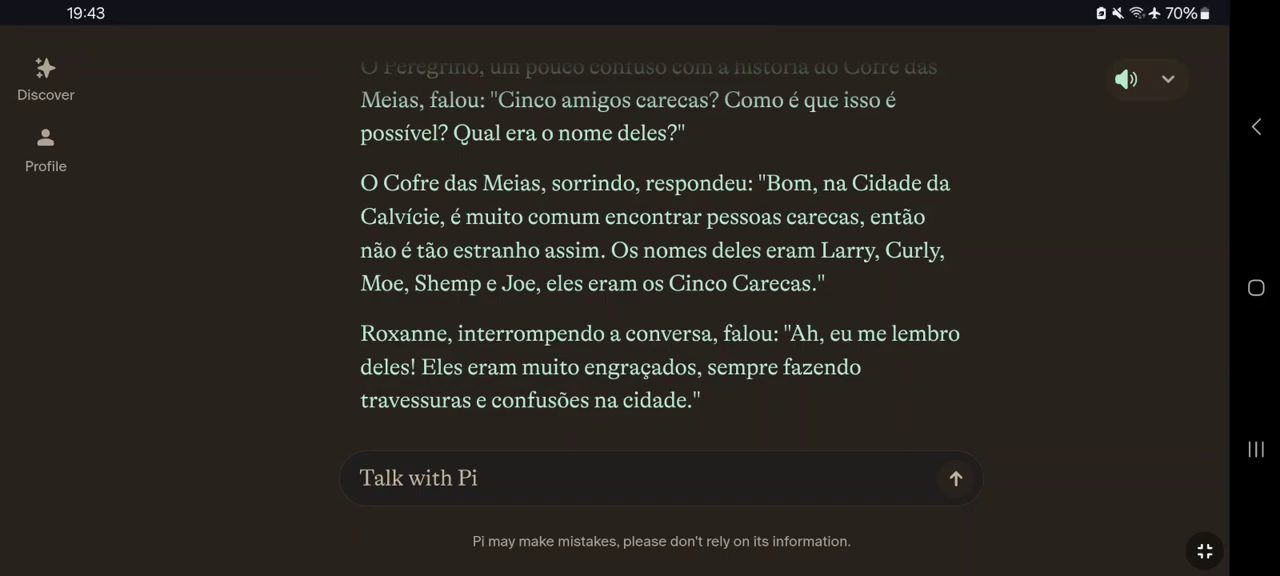 19:43
70%
Discover
Profile
O Peregrino, um pouco confuso com a história do Cofre das
Meias, falou: "Cinco amigos carecas? Como é que isso é
possível? Qual era o nome deles?"
O Cofre das Meias, sorrindo, respondeu: "Bom, na Cidade da
Calvície, é muito comum encontrar pessoas carecas, então
não é tão estranho assim. Os nomes deles eram Larry, Curly,
Moe, Shemp e Joe, eles eram os Cinco Carecas."
Roxanne, interrompendo a conversa, falou: "Ah, eu me lembro
deles! Eles eram muito engraçados, sempre fazendo
travessuras e confusões na cidade."
Talk with Pi
Pi may make mistakes, please don't rely on its information.